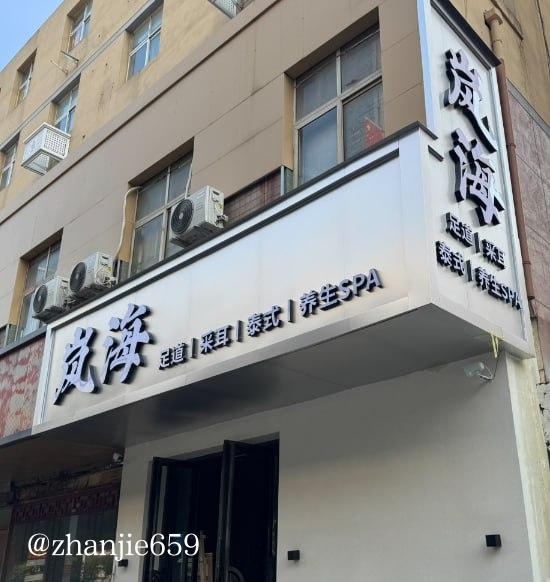 岚海
足道 | 采耳 | 泰式 | 养生SPA
岚海
足道 | 采耳
泰式 | 养生SPA
@zhanjie659